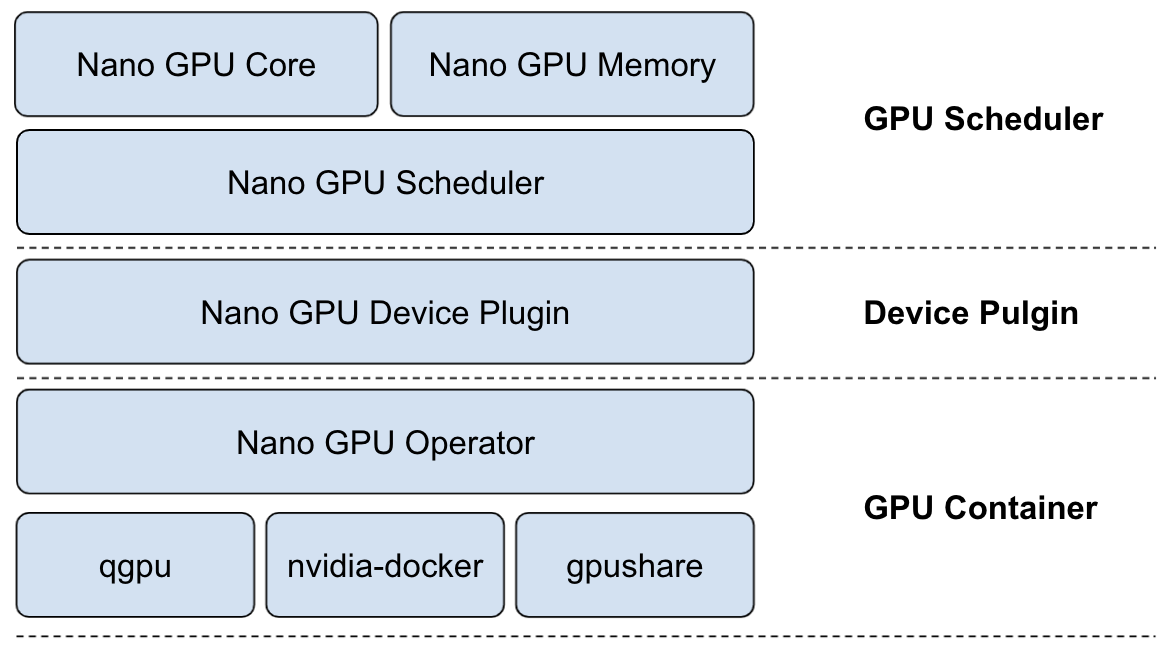 Nano GPU Core
Nano GPU Memory
GPU Scheduler
Nano GPU Scheduler
Nano GPU Device Plugin
Device Pulgin
Nano GPU Operator
GPU Container
qgpu
nvidia-docker
gpushare